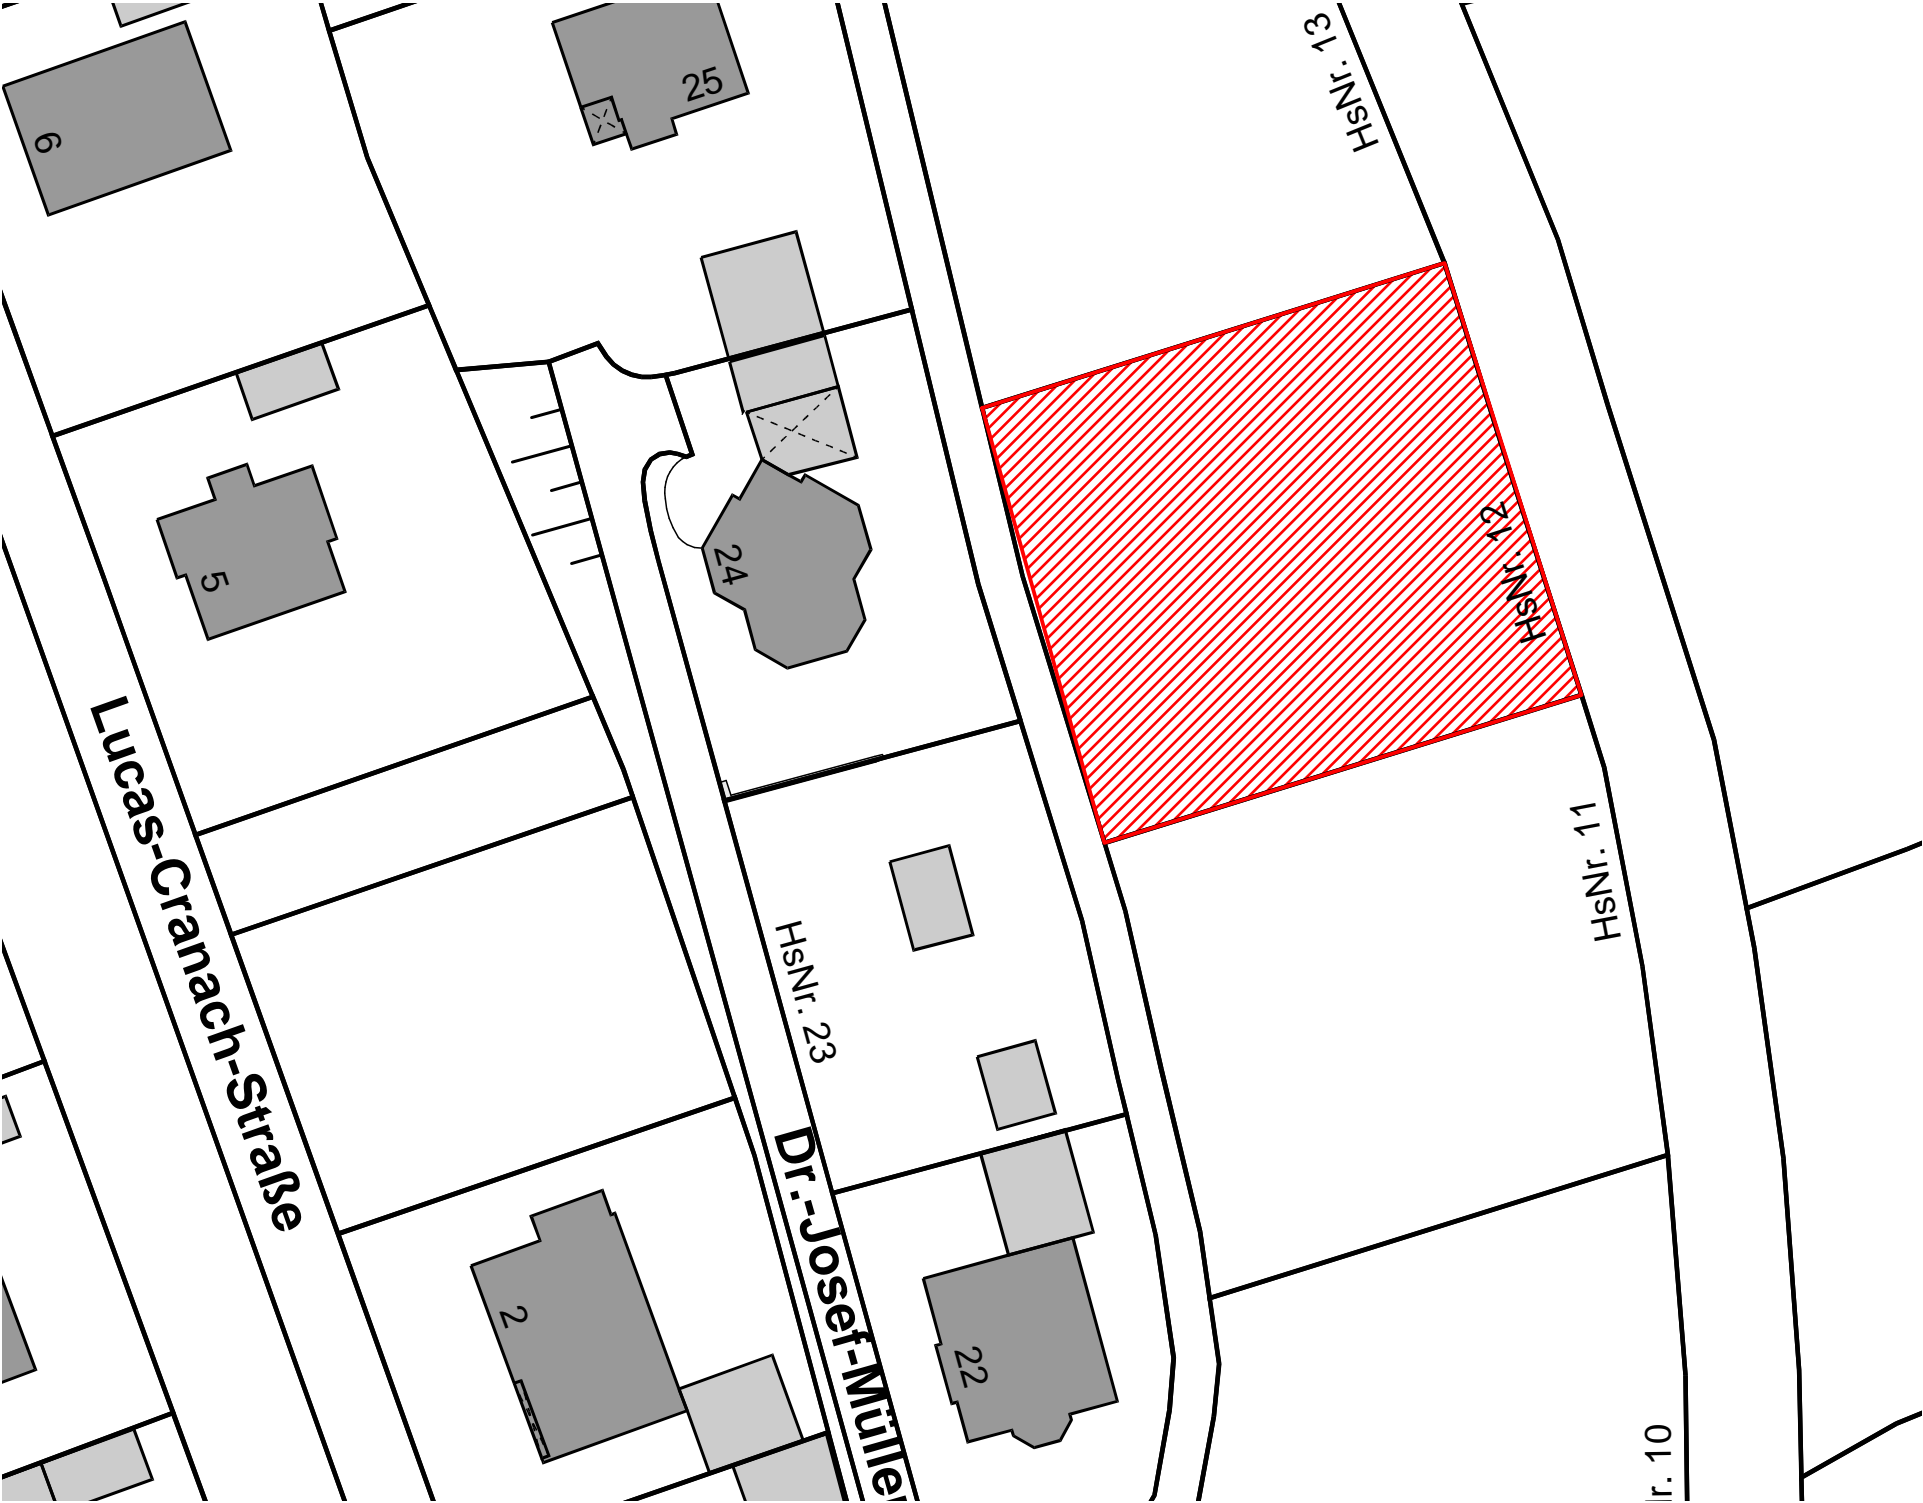 HsNr. 13
25
6
HsNr. 12
24
5
Lucas-Cranach-Straße
HsNr. 11
HsNr. 23
Dr.-Josef-Müller
2
22
r. 10